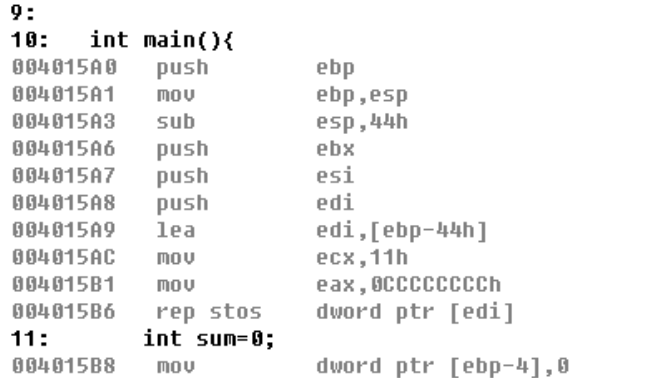 9:
10:   int main(){
004015A0   push        ebp
004015A1   mov         ebp,esp
004015A3   sub         esp,44h
004015A6   push        ebx
004015A7   push        esi
004015A8   push        edi
004015A9   lea         edi,[ebp-44h]
004015AC   mov         ecx,11h
004015B1   mov         eax,0CCCCCCCCh
004015B6   rep stos    dword ptr [edi]
11:       int sum=0;
004015B8   mov         dword ptr [ebp-4],0